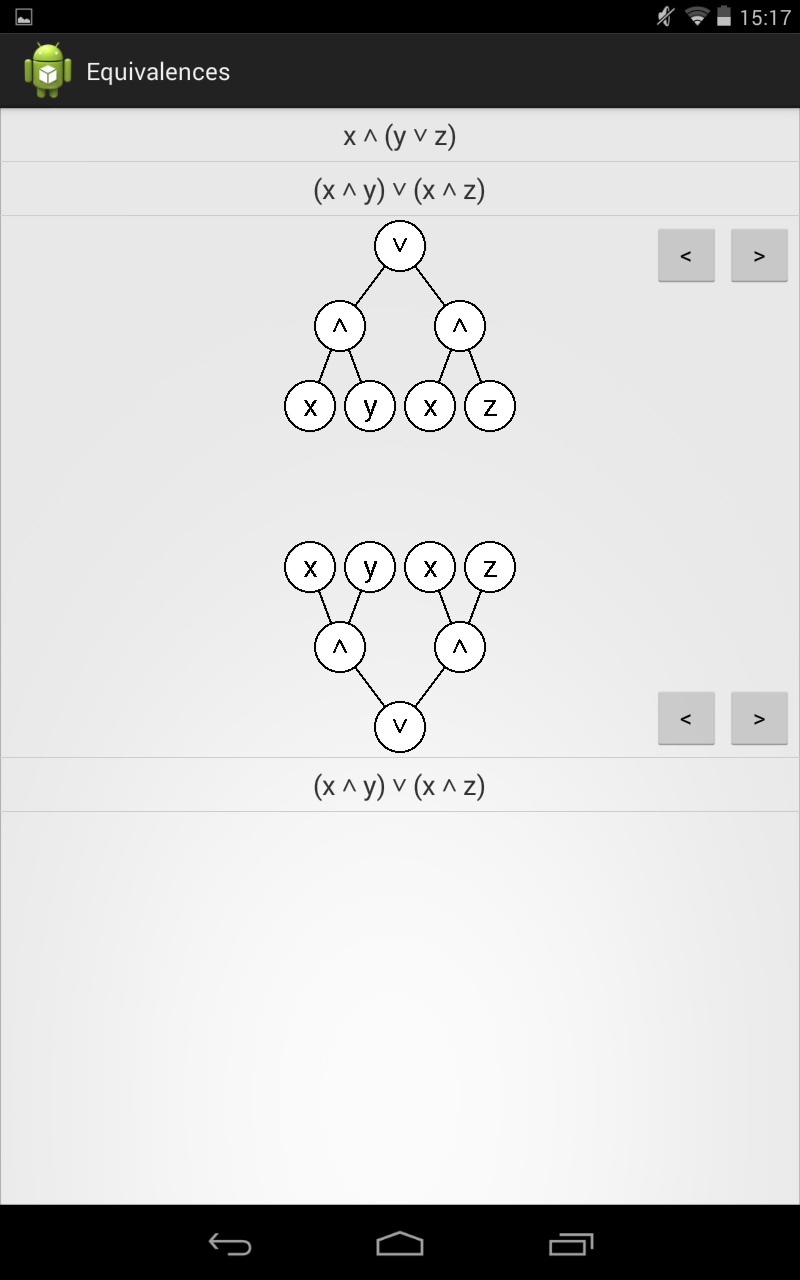 15:17
Equivalences
x ∧ (y ∨ z)
(x ∧ y) ∨ (x ∧ z)
∨
< >
∧ ∧
x y x z
x y x z
∧ ∧
∨
< >
(x ∧ y) ∨ (x ∧ z)